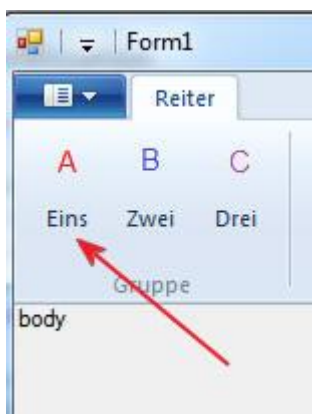 Form1
Reiter
A B C
Eins Zwei Drei
Gruppe
body